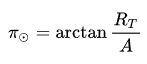 π⊙ = arctan R_T / A